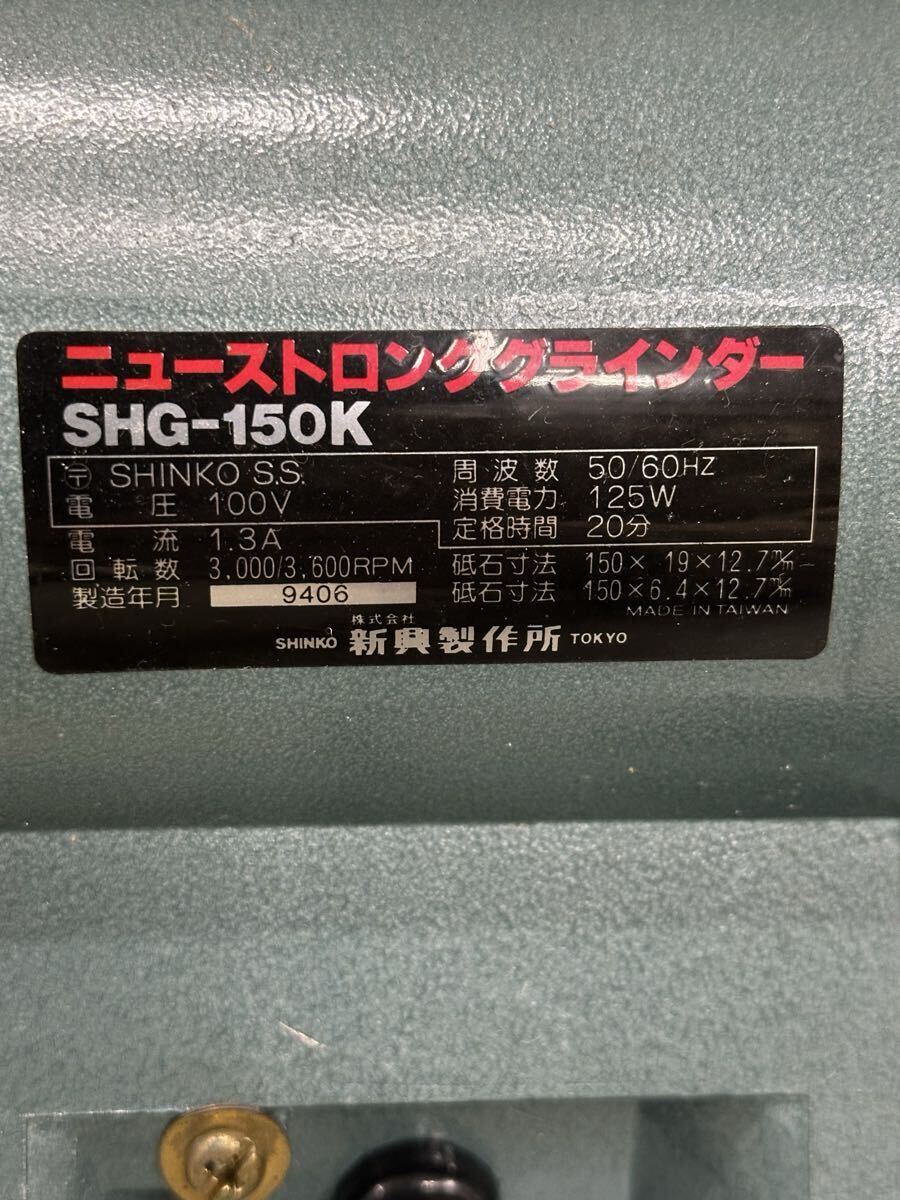 ニューストロンググラインダー
SHG-150K
〒 SHINKO S.S.
電圧 100V
周波数 50/60HZ
消費電力 125W
定格時間 20分
電流 1.3A
回転数 3,000/3,600RPM
製造年月 9406
砥石寸法 150×19×12.7m/m
砥石寸法 150×6.4×12.7m/m
MADE IN TAIWAN
株式会社
SHINKO 新興製作所 TOKYO